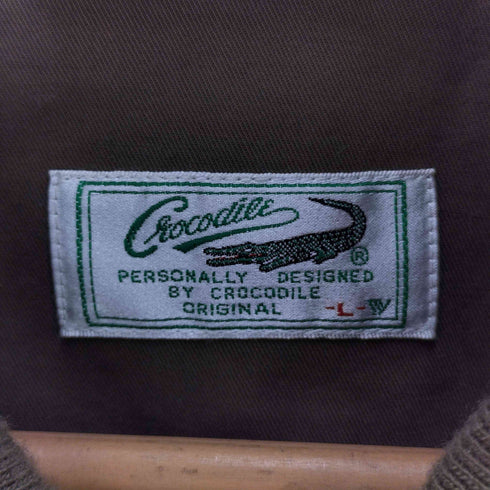 Crocodile
®
PERSONALLY DESIGNED
BY CROCODILE
ORIGINAL
-L-W